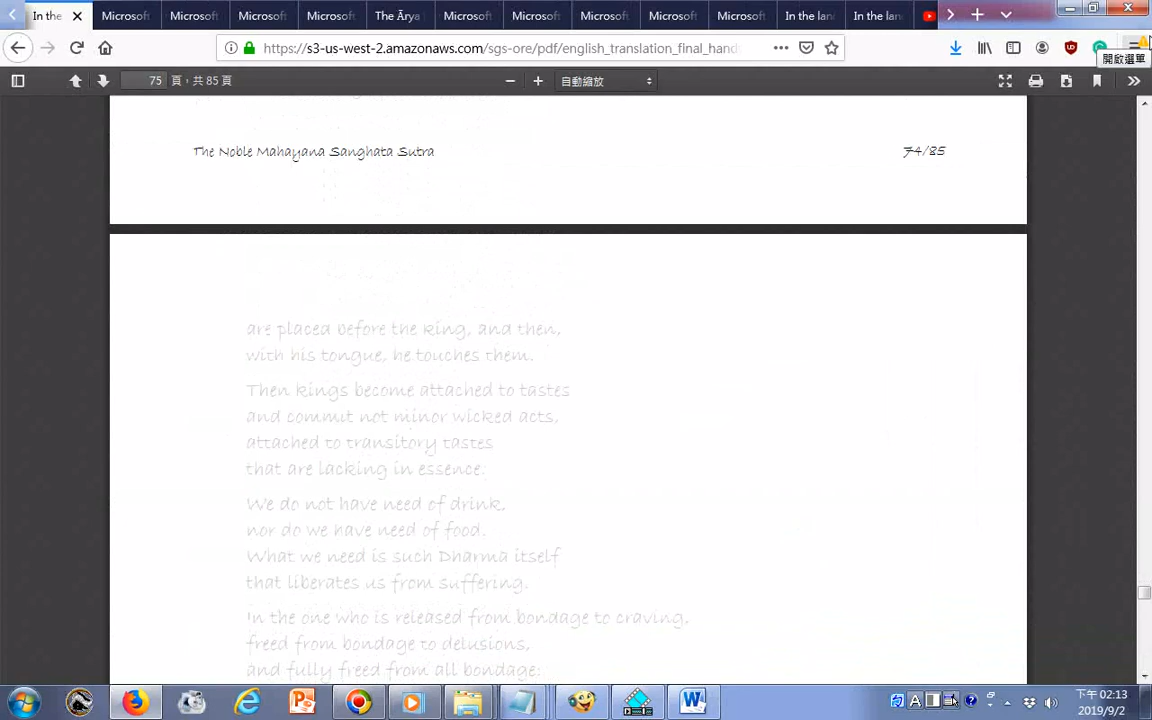 In the
Microsoft
Microsoft
Microsoft
Microsoft
The Ārya
Microsoft
Microsoft
Microsoft
Microsoft
Microsoft
In the lan
In the lan
https://s3-us-west-2.amazonaws.com/sgs-ore/pdf/english_translation_final_hand
開啟選單
75 頁，共 85 頁
自動縮放
The Noble Mahayana Sanghata Sutra 74/85
are placed before the king, and then,
with his tongue, he touches them.
Then kings become attached to tastes
and commit not minor wicked acts,
attached to transitory tastes
that are lacking in essence:
We do not have need of drink,
nor do we have need of food.
What we need is such Dharma itself
that liberates us from suffering.
In the one who is released from bondage to craving,
freed from bondage to delusions,
and fully freed from all bondage:
下午 02:13
2019/9/2